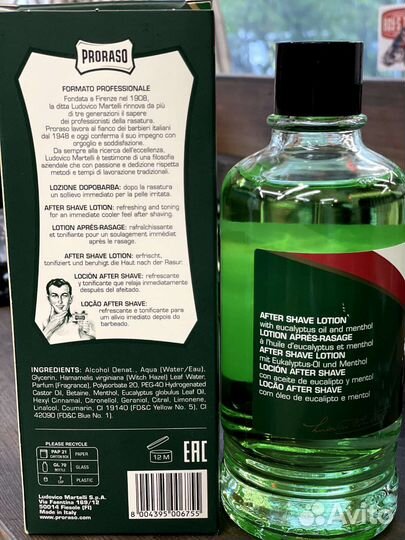 PRORASO
FORMATO PROFESSIONALE
Fondata a Firenze nel 1908,
la ditta Ludovico Martelli rinnova da più
di tre generazioni il sapere
dei professionisti della rasatura.
Proraso lavora al fianco dei barbieri italiani
dal 1948 e oggi conferma il suo impegno con
orgoglio e soddisfazione.
Da sempre alla ricerca dell'eccellenza,
Ludovico Martelli è testimone di una filosofia
aziendale che con passione e dedizione rispetta
metodi e tempi di lavorazione tradizionali.
LOZIONE DOPOBARBA: dopo la rasatura
un sollievo immediato per la pelle irritata.
AFTER SHAVE LOTION: refreshing and toning
for an immediate cooler feel after shaving.
LOTION APRÈS-RASAGE: rafraîchissante
et tonifiante pour un soulagement immédiat
après le rasage.
AFTER SHAVE LOTION: erfrischt,
tonifiziert und beruhigt die Haut nach der Rasur.
LOCIÓN AFTER SHAVE: refrescante
y tonificante que relaja inmediatamente
después del afeitado.
LOÇÃO AFTER SHAVE:
refrescante e tonificante para
um alívio imediato depois do
barbeado.
INGREDIENTS: Alcohol Denat., Aqua (Water/Eau),
Glycerin, Hamamelis virginiana (Witch Hazel) Leaf Water,
Parfum (Fragrance), Polysorbate 20, PEG-40 Hydrogenated
Castor Oil, Betaine, Menthol, Eucalyptus globulus Leaf Oil,
Hexyl Cinnamal, Citronellol, Geraniol, Citral, Limonene,
Linalool, Coumarin, CI 19140 (FD&C Yellow No. 5), CI
42090 (FD&C Blue No. 1).
PLEASE RECYCLE
PAP 21
CARTON BOX
PAPER
GL 70
BOTTLE
GLASS
7
CAP
PLASTIC
12 M
EAC
Ludovico Martelli S.p.A.
Via Faentina 169/12
50014 Fiesole (FI)
Made in Italy
www.proraso.com
8 004395 006755
AFTER SHAVE LOTION
with eucalyptus oil and menthol
LOTION APRÈS-RASAGE
à l'huile d'eucalyptus et menthol
AFTER SHAVE LOTION
mit Eukalyptus-Öl und Menthol
LOCIÓN AFTER SHAVE
con aceite de eucalipto y mentol
LOÇÃO AFTER SHAVE
com óleo de eucalipto e mentol
Avito